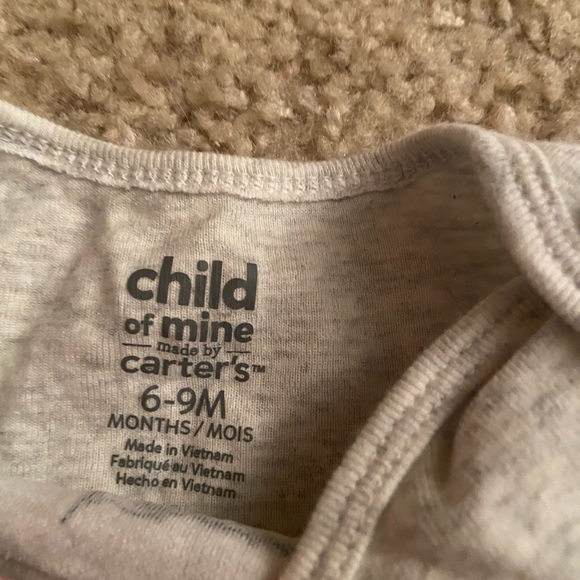 child
of mine
made by
carter's™
6-9M
MONTHS / MOIS
Made in Vietnam
Fabriqué au Vietnam
Hecho en Vietnam